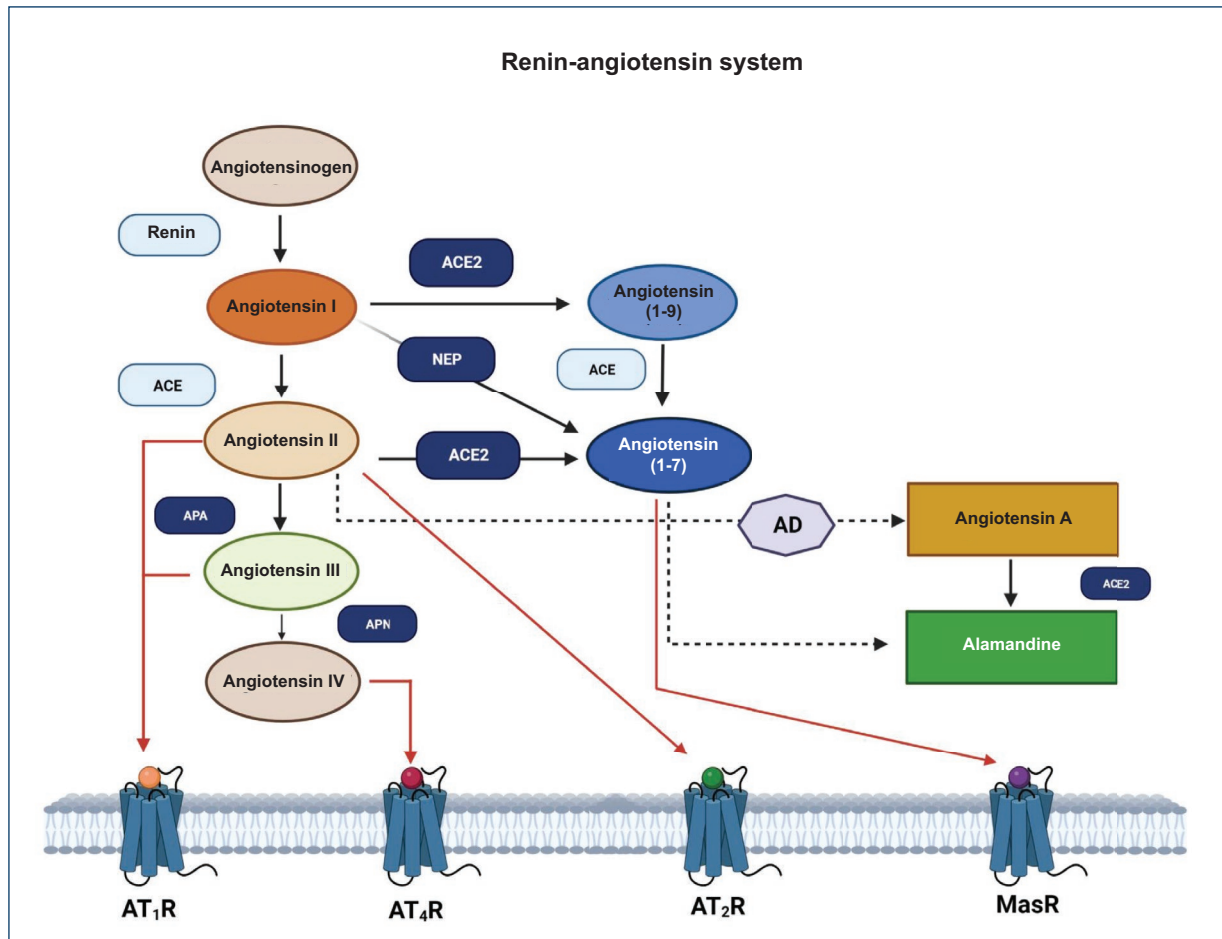 Renin-angiotensin system
Angiotensinogen
Renin
ACE2
Angiotensin I
Angiotensin
(1-9)
NEP
ACE
ACE
Angiotensin II
ACE2
Angiotensin
(1-7)
APA
AD
Angiotensin A
Angiotensin III
ACE2
APN
Alamandine
Angiotensin IV
AT₁R
AT₄R
AT₂R
MasR